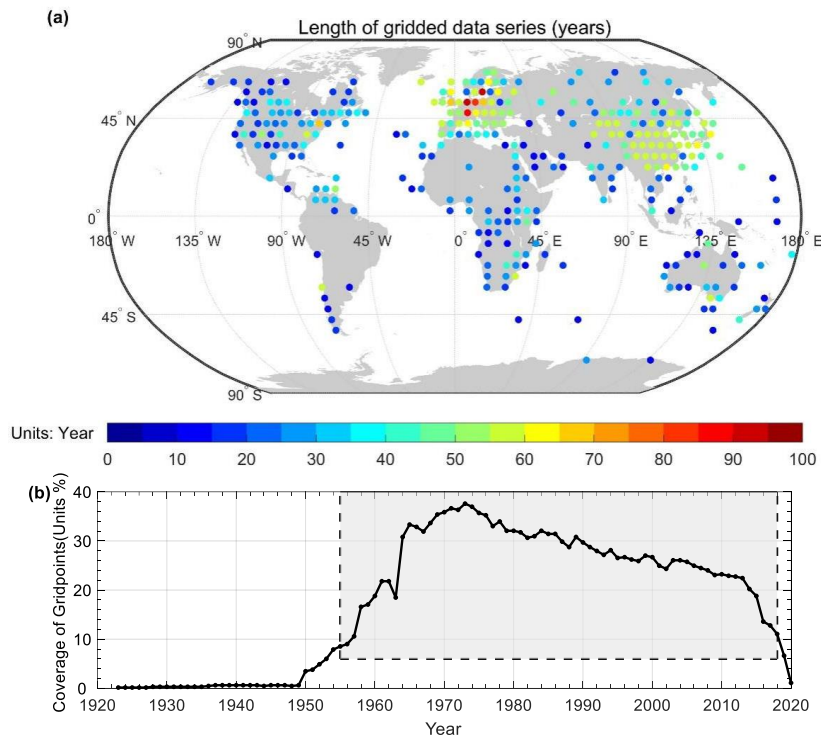 (a)
Length of gridded data series (years)
90° N
45° N
0°
180° W 135° W 90° W 45° W 0° 45° E 90° E 135° E 180° E
45° S
90° S
Units: Year
0 10 20 30 40 50 60 70 80 90 100
(b)
Coverage of Gridpoints(Units %)
40
30
20
10
0
1920 1930 1940 1950 1960 1970 1980 1990 2000 2010 2020
Year